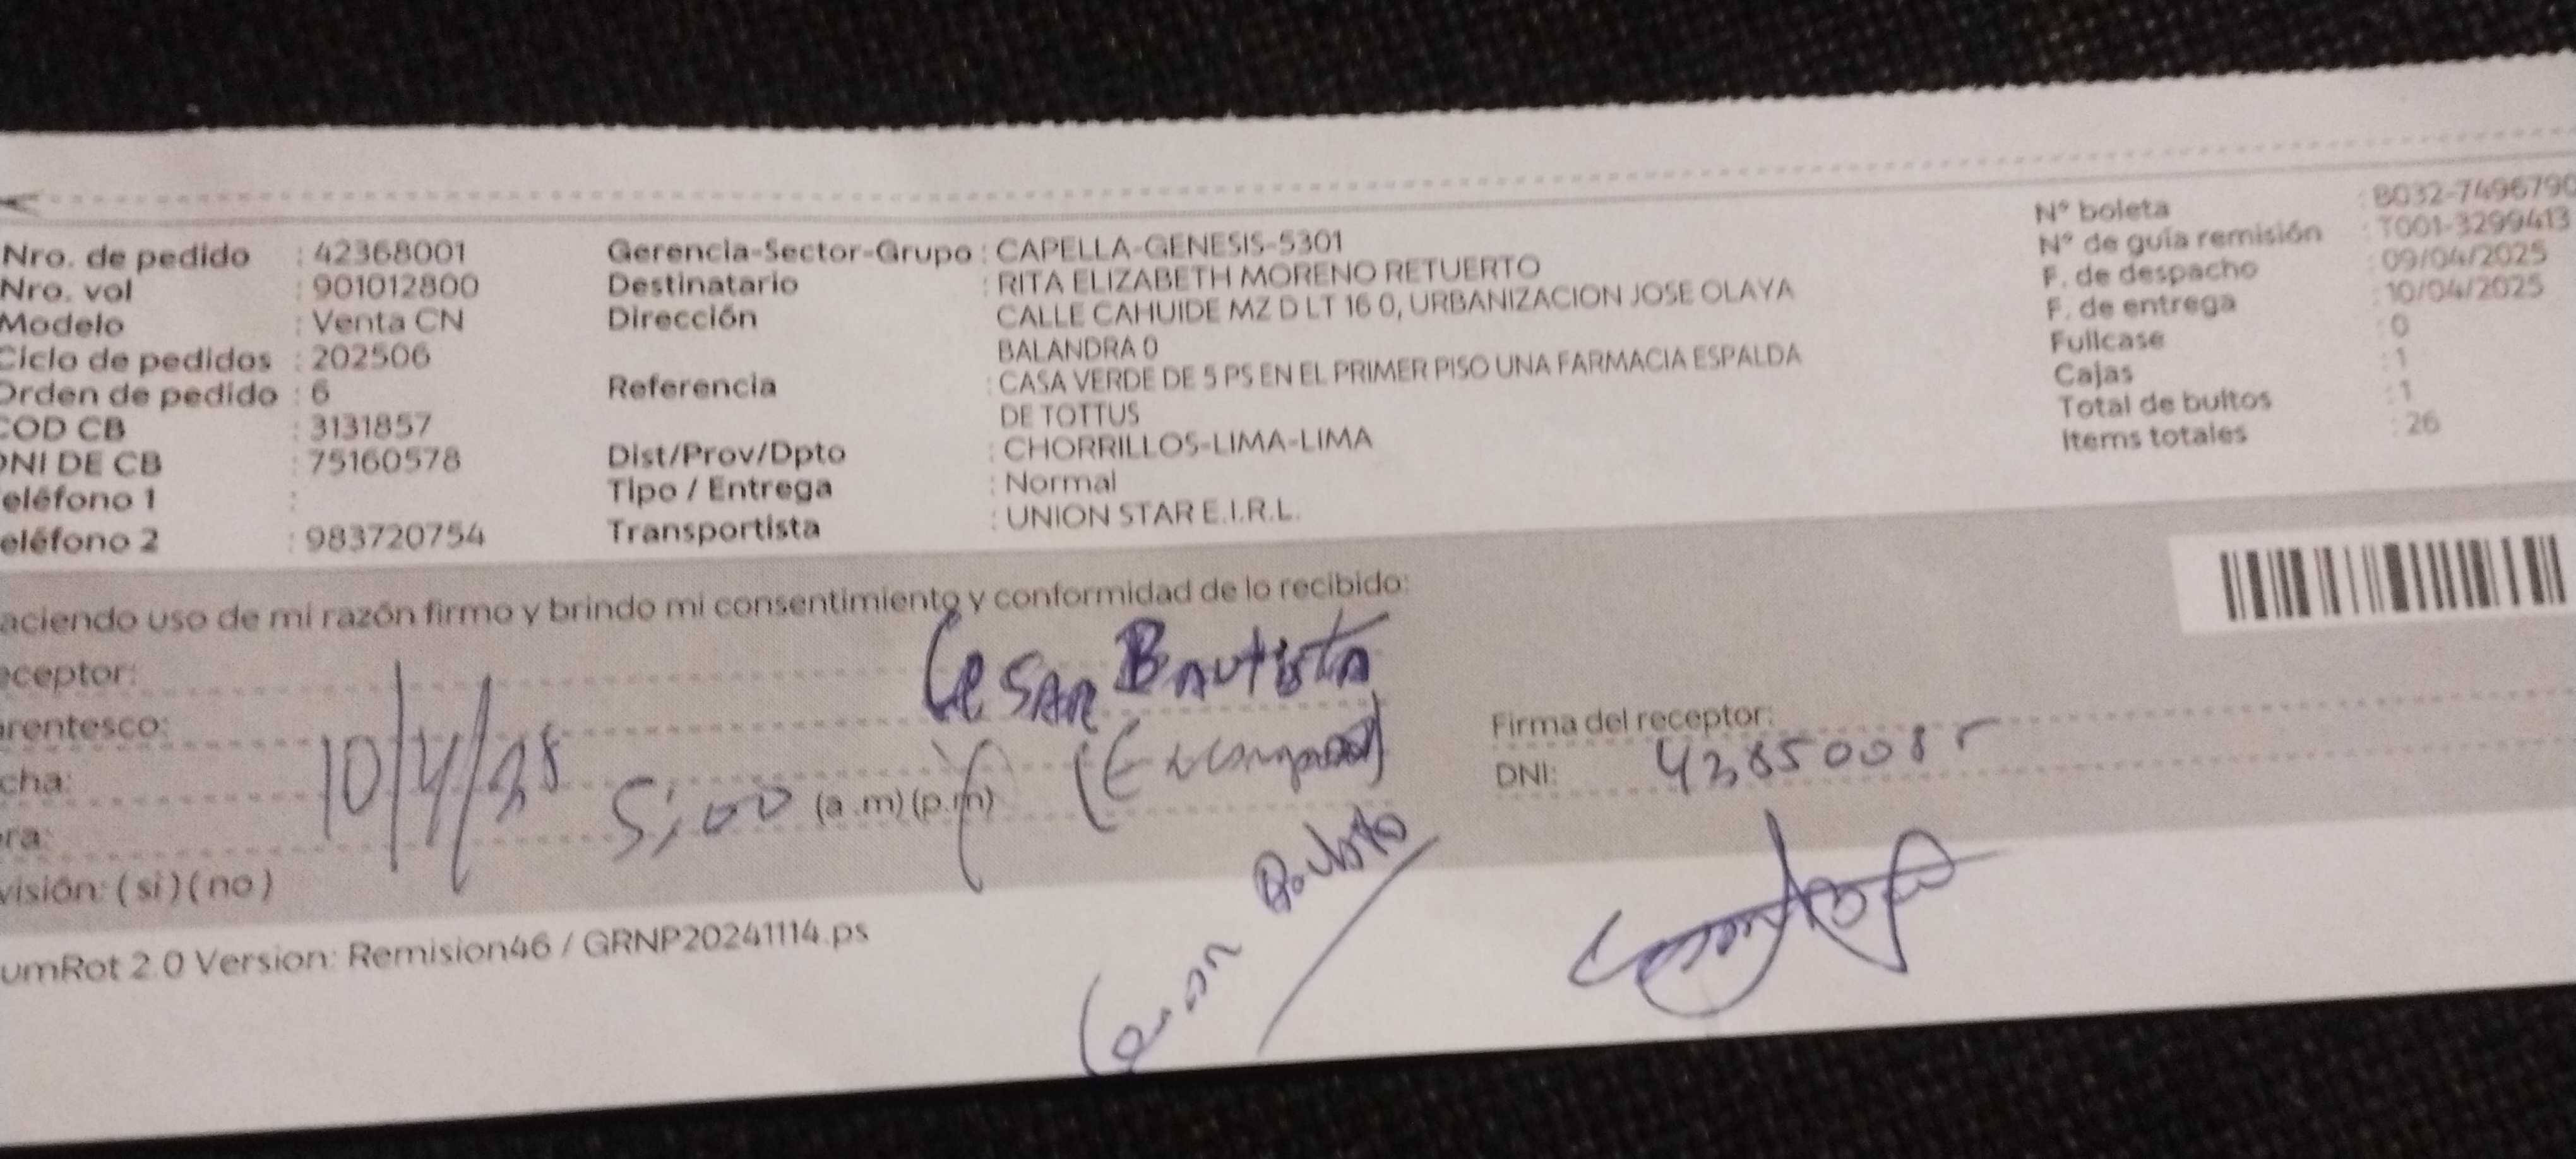 Nro. de pedido : 42368001
Nro. vol : 901012800
Modelo : Venta CN
Ciclo de pedidos : 202506
Orden de pedido : 6
COD CB : 3131857
DNI DE CB : 75160578
eléfono 1 :
eléfono 2 : 983720754
Gerencia-Sector-Grupo : CAPELLA-GENESIS-5301
Destinatario : RITA ELIZABETH MORENO RETUERTO
Dirección CALLE CAHUIDE MZ D LT 16 0, URBANIZACION JOSE OLAYA
BALANDRA 0
Referencia : CASA VERDE DE 5 PS EN EL PRIMER PISO UNA FARMACIA ESPALDA
DE TOTTUS
Dist/Prov/Dpto : CHORRILLOS-LIMA-LIMA
Tipo / Entrega : Normal
Transportista : UNION STAR E.I.R.L.
N° boleta : B032-7496790
N° de guía remisión : T001-3299413
F. de despacho : 09/04/2025
F. de entrega : 10/04/2025
Fullcase : 0
Cajas : 1
Total de bultos : 1
Items totales : 26
aciendo uso de mi razón firmo y brindo mi consentimiento y conformidad de lo recibido:
eceptor: Cesar Bautista
arentesco: (Encargado)
cha: 10/4/25
ora: 5:00 (a .m) (p.m)
visión: ( si ) ( no )
Firma del receptor:
DNI: 43850085
umRot 2.0 Version: Remision46 / GRNP20241114.ps